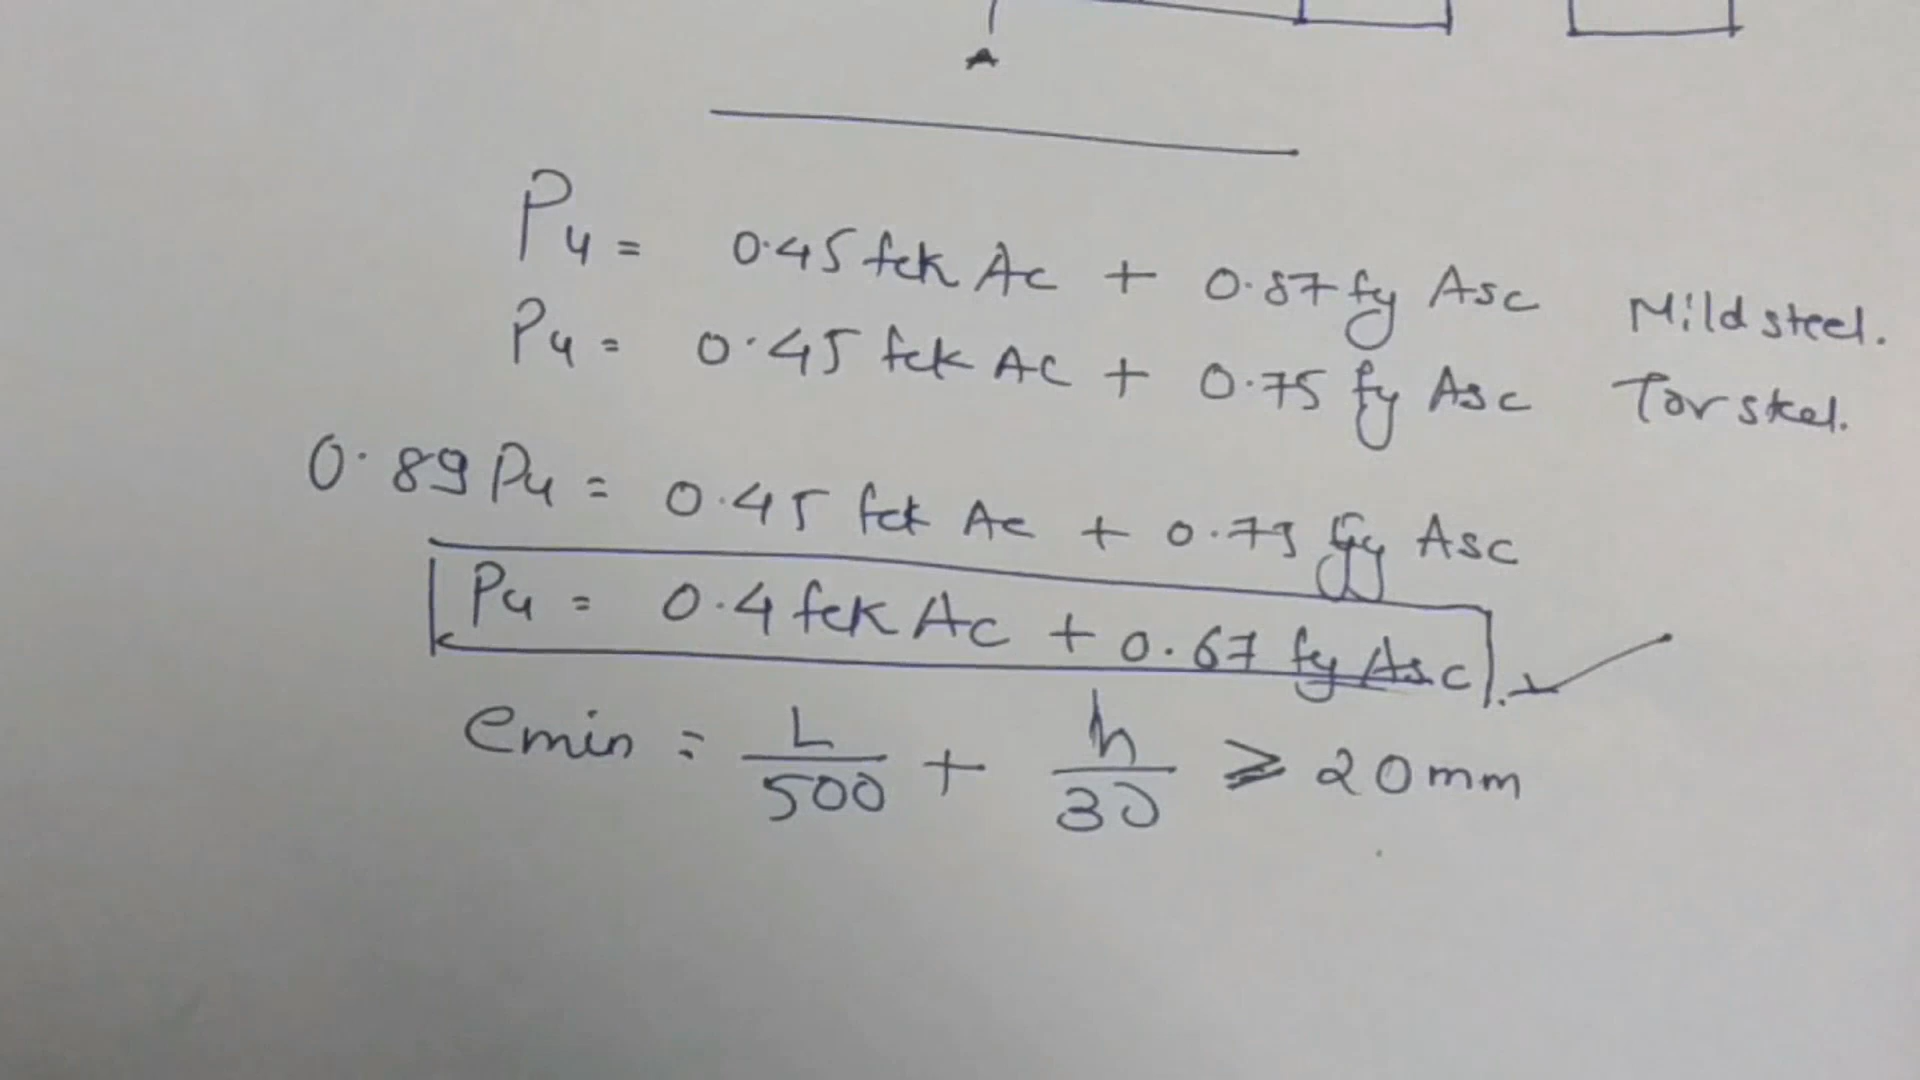 A
Pu = 0.45 fck Ac + 0.87 fy Asc Mild steel.
Pu = 0.45 fck Ac + 0.75 fy Asc Tor steel.
0.89 Pu = 0.45 fck Ac + 0.75 fy Asc
Pu = 0.4 fck Ac + 0.67 fy Asc
emin = L/500 + h/30 ≥ 20mm